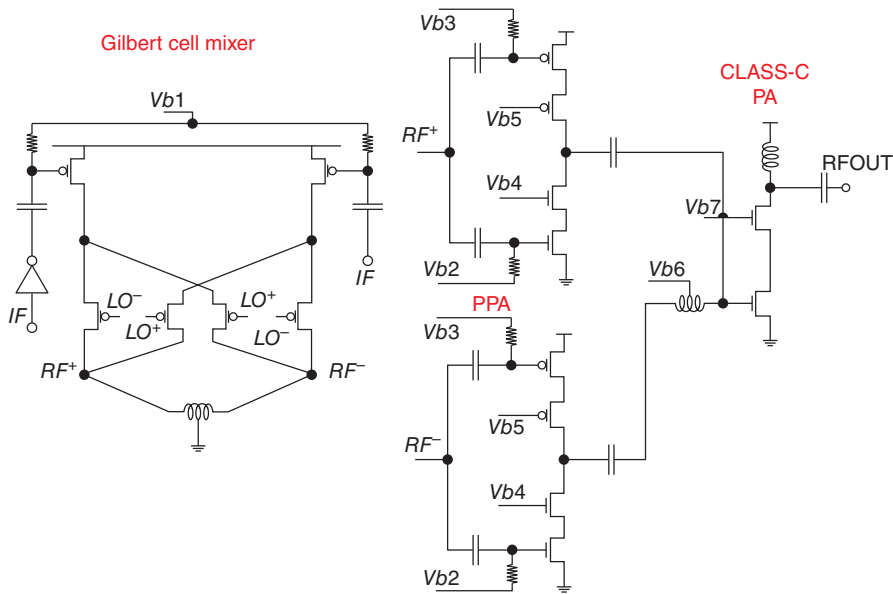 Gilbert cell mixer
Vb1
IF
IF
LO⁻
LO⁺
LO⁺
LO⁻
RF⁺
RF⁻
Vb3
Vb5
RF⁺
Vb4
Vb2
PPA
Vb3
Vb5
RF⁻
Vb4
Vb2
CLASS-C
PA
RFOUT
Vb7
Vb6